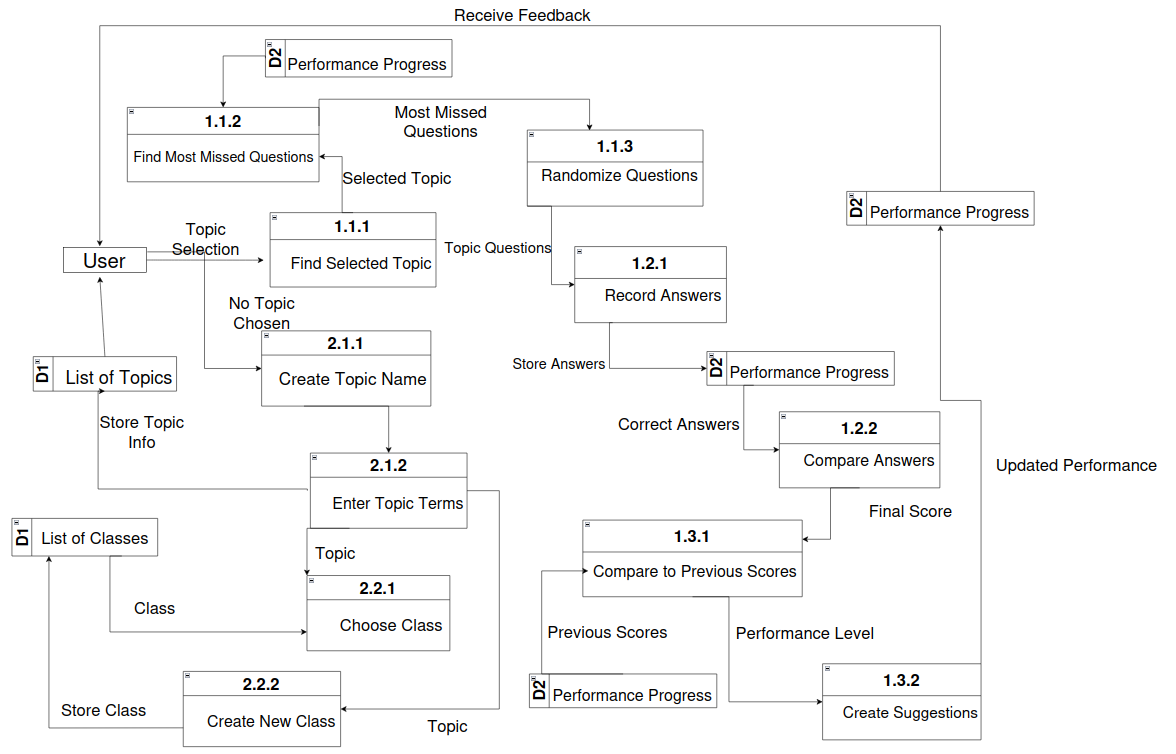 Receive Feedback
D2
Performance Progress
1.1.2
Find Most Missed Questions
Most Missed
Questions
1.1.3
Randomize Questions
Selected Topic
D2
Performance Progress
1.1.1
Find Selected Topic
Topic
Selection
User
Topic Questions
1.2.1
Record Answers
No Topic
Chosen
2.1.1
Create Topic Name
D1
List of Topics
Store Answers
D2
Performance Progress
Store Topic
Info
Correct Answers
1.2.2
Compare Answers
2.1.2
Enter Topic Terms
Updated Performance
Final Score
D1
List of Classes
Topic
1.3.1
Compare to Previous Scores
2.2.1
Choose Class
Class
Previous Scores
Performance Level
D2
Performance Progress
1.3.2
Create Suggestions
2.2.2
Create New Class
Store Class
Topic